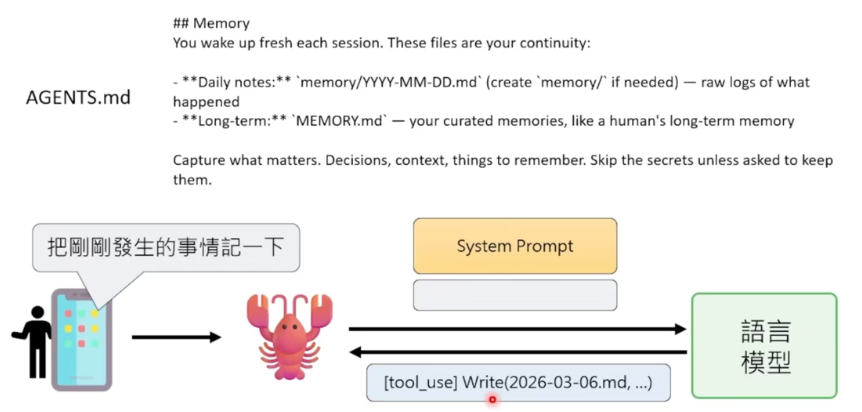 ## Memory
You wake up fresh each session. These files are your continuity:
- **Daily notes:** `memory/YYYY-MM-DD.md` (create `memory/` if needed) — raw logs of what
happened
- **Long-term:** `MEMORY.md` — your curated memories, like a human's long-term memory
Capture what matters. Decisions, context, things to remember. Skip the secrets unless asked to keep
them.
AGENTS.md
把剛剛發生的事情記一下
System Prompt
語言
模型
[tool_use] Write(2026-03-06.md, ...)